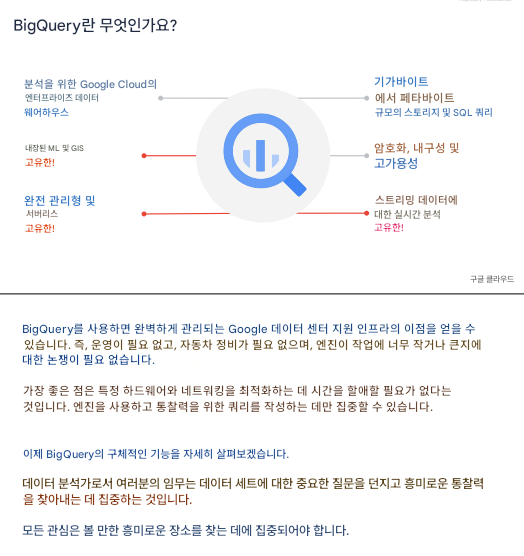 BigQuery란 무엇인가요?
분석을 위한 Google Cloud의
엔터프라이즈 데이터
웨어하우스
기가바이트
에서 페타바이트
규모의 스토리지 및 SQL 쿼리
내장된 ML 및 GIS
고유한!
암호화, 내구성 및
고가용성
완전 관리형 및
서버리스
고유한!
스트리밍 데이터에
대한 실시간 분석
고유한!
구글 클라우드
BigQuery를 사용하면 완벽하게 관리되는 Google 데이터 센터 지원 인프라의 이점을 얻을 수
있습니다. 즉, 운영이 필요 없고, 자동차 정비가 필요 없으며, 엔진이 작업에 너무 작거나 큰지에
대한 논쟁이 필요 없습니다.
가장 좋은 점은 특정 하드웨어와 네트워킹을 최적화하는 데 시간을 할애할 필요가 없다는
것입니다. 엔진을 사용하고 통찰력을 위한 쿼리를 작성하는 데만 집중할 수 있습니다.
이제 BigQuery의 구체적인 기능을 자세히 살펴보겠습니다.
데이터 분석가로서 여러분의 임무는 데이터 세트에 대한 중요한 질문을 던지고 흥미로운 통찰력
을 찾아내는 데 집중하는 것입니다.
모든 관심은 볼 만한 흥미로운 장소를 찾는 데에 집중되어야 합니다.